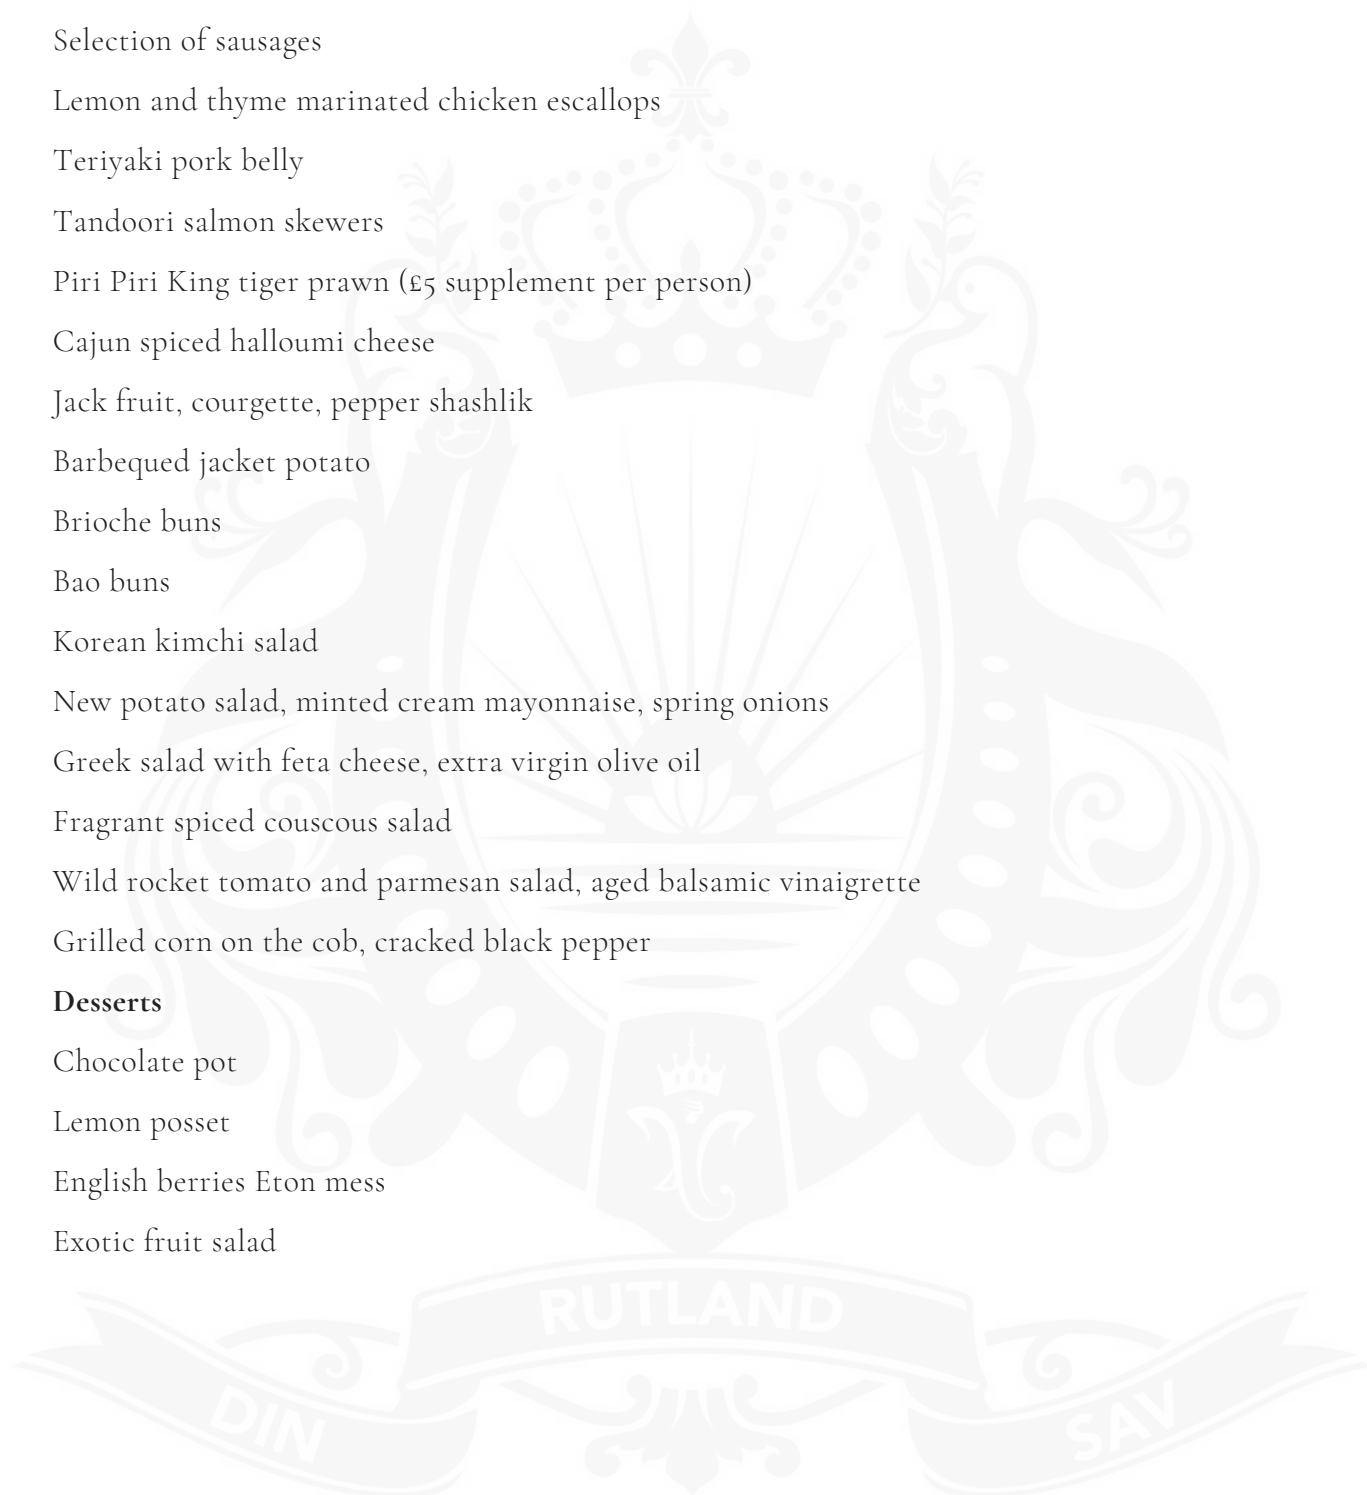 Selection of sausages
Lemon and thyme marinated chicken escallops
Teriyaki pork belly
Tandoori salmon skewers
Piri Piri King tiger prawn (£5 supplement per person)
Cajun spiced halloumi cheese
Jack fruit, courgette, pepper shashlik
Barbequed jacket potato
Brioche buns
Bao buns
Korean kimchi salad
New potato salad, minted cream mayonnaise, spring onions
Greek salad with feta cheese, extra virgin olive oil
Fragrant spiced couscous salad
Wild rocket tomato and parmesan salad, aged balsamic vinaigrette
Grilled corn on the cob, cracked black pepper
Desserts
Chocolate pot
Lemon posset
English berries Eton mess
Exotic fruit salad
RUTLAND
DIN
SAV